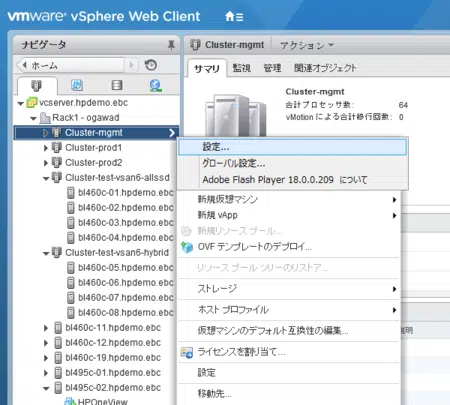 vmware® vSphere Web Client
ナビゲータ
ホーム
vcserver.hpdemo.ebc
Rack1 - ogawad
Cluster-mgmt
Cluster-prod1
Cluster-prod2
Cluster-test-vsan6-allssd
bl460c-01.hpdemo.ebc
bl460c-02.hpdemo.ebc
bl460c-03.hpdemo.ebc
bl460c-04.hpdemo.ebc
Cluster-test-vsan6-hybrid
bl460c-05.hpdemo.ebc
bl460c-06.hpdemo.ebc
bl460c-07.hpdemo.ebc
bl460c-08.hpdemo.ebc
bl460c-11.hpdemo.ebc
bl460c-12.hpdemo.ebc
bl460c-19.hpdemo.ebc
bl495c-01.hpdemo.ebc
bl495c-02.hpdemo.ebc
HPOneView
Cluster-mgmt アクション
サマリ 監視 管理 関連オブジェクト
Cluster-mgmt
合計プロセッサ数: 64
vMotion による合計移行回数: 0
設定...
グローバル設定...
Adobe Flash Player 18.0.0.209 について
新規仮想マシン
新規 vApp
新規リソース プール...
OVF テンプレートのデプロイ...
リソース プール ツリーのリストア...
ストレージ
ホスト プロファイル
仮想マシンのデフォルト互換性の編集...
ライセンスを割り当て...
設定
移動先...